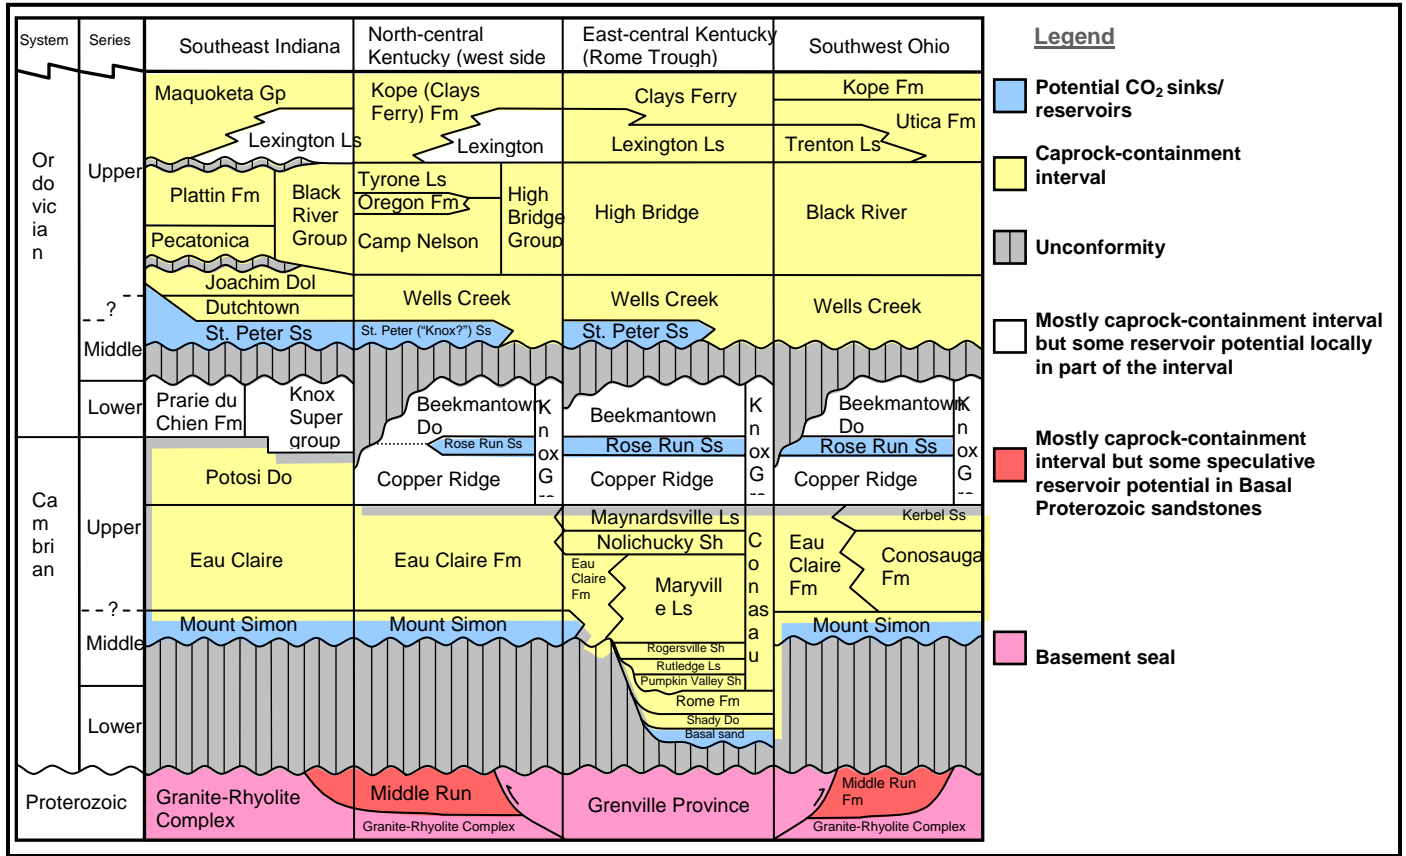 System
Series
Southeast Indiana
North-central
Kentucky (west side
East-central Kentucky
(Rome Trough)
Southwest Ohio
Or
do
vic
ia
n
Upper
- - ?
Middle
Lower
Maquoketa Gp
Lexington Ls
Plattin Fm
Pecatonica
Black
River
Group
Joachim Dol
Dutchtown
St. Peter Ss
Prarie du
Chien Fm
Knox
Super
group
Kope (Clays
Ferry) Fm
Lexington
Tyrone Ls
Oregon Fm
Camp Nelson
High
Bridge
Group
Wells Creek
St. Peter (“Knox?”) Ss
Beekmantown
Do
Rose Run Ss
Copper Ridge
K
n
ox
G
Clays Ferry
Lexington Ls
High Bridge
Wells Creek
St. Peter Ss
Beekmantown
Rose Run Ss
Copper Ridge
K
n
ox
G
Kope Fm
Utica Fm
Trenton Ls
Black River
Wells Creek
Beekmantown
Do
Rose Run Ss
Copper Ridge
K
n
ox
G
Ca
m
bri
an
Upper
- - ?
Middle
Lower
Potosi Do
Eau Claire
Mount Simon
Eau Claire Fm
Mount Simon
Maynardsville Ls
Nolichucky Sh
Eau
Claire
Fm
Maryvill
e Ls
Rogersville Sh
Rutledge Ls
Pumpkin Valley Sh
Rome Fm
Shady Do
Basal sand
C
o
n
as
a
u
Kerbel Ss
Eau
Claire
Fm
Conosauga
Fm
Mount Simon
Proterozoic
Granite-Rhyolite
Complex
Middle Run
Granite-Rhyolite Complex
Grenville Province
Middle Run
Fm
Granite-Rhyolite Complex
Legend
Potential CO₂ sinks/
reservoirs
Caprock-containment
interval
Unconformity
Mostly caprock-containment interval
but some reservoir potential locally
in part of the interval
Mostly caprock-containment
interval but some speculative
reservoir potential in Basal
Proterozoic sandstones
Basement seal